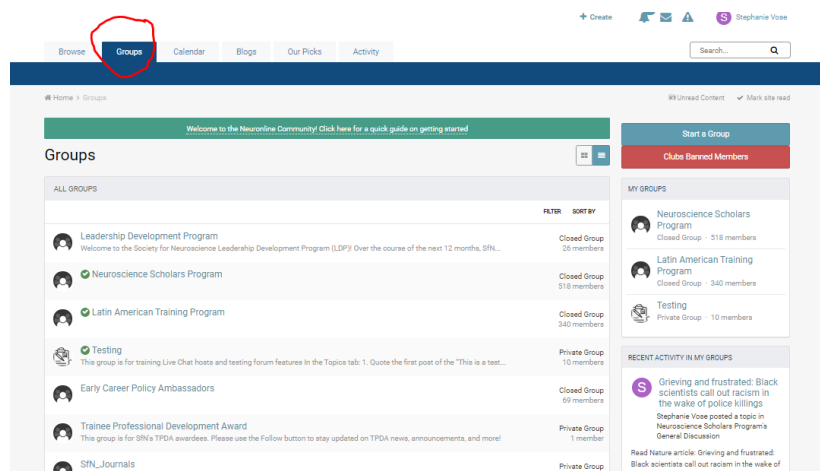 + Create
S Stephanie Vose
Browse Groups Calendar Blogs Our Picks Activity
Search...
Home > Groups
Unread Content ✔ Mark site read
Welcome to the Neuronline Community! Click here for a quick guide on getting started
Groups
Start a Group
Clubs Banned Members
ALL GROUPS
FILTER SORT BY
Leadership Development Program
Closed Group
Welcome to the Society for Neuroscience Leadership Development Program (LDP)! Over the course of the next 12 months, SfN...
26 members
Neuroscience Scholars Program
Closed Group
518 members
Latin American Training Program
Closed Group
340 members
Testing
Private Group
This group is for training Live Chat hosts and testing forum features In the Topics tab: 1. Quote the first post of the "This is a test...
10 members
Early Career Policy Ambassadors
Closed Group
69 members
Trainee Professional Development Award
Private Group
This group is for SfN's TPDA awardees. Please use the Follow button to stay updated on TPDA news, announcements, and more!
1 member
SfN_Journals
Private Group
MY GROUPS
Neuroscience Scholars
Program
Closed Group · 518 members
Latin American Training
Program
Closed Group · 340 members
Testing
Private Group · 10 members
RECENT ACTIVITY IN MY GROUPS
S
Grieving and frustrated: Black
scientists call out racism in
the wake of police killings
Stephanie Vose posted a topic in
Neuroscience Scholars Program's
General Discussion
Read Nature article: Grieving and frustrated:
Black scientists call out racism in the wake of